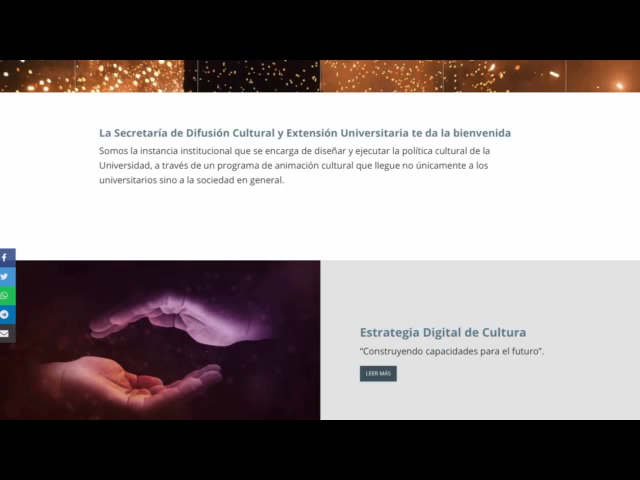 La Secretaría de Difusión Cultural y Extensión Universitaria te da la bienvenida
Somos la instancia institucional que se encarga de diseñar y ejecutar la política cultural de la
Universidad, a través de un programa de animación cultural que llegue no únicamente a los
universitarios sino a la sociedad en general.
Estrategia Digital de Cultura
“Construyendo capacidades para el futuro”.
LEER MÁS